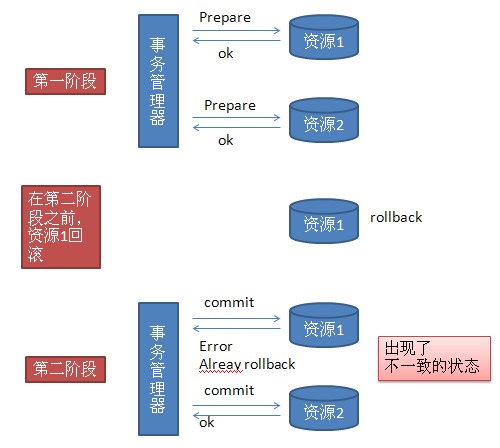 Prepare
资源1
ok
事务管理器
第一阶段
Prepare
资源2
ok
在第二阶
段之前，
资源1回
滚
资源1
rollback
commit
资源1
Error
Alreay rollback
事务管理器
第二阶段
出现了
不一致的状态
commit
资源2
ok